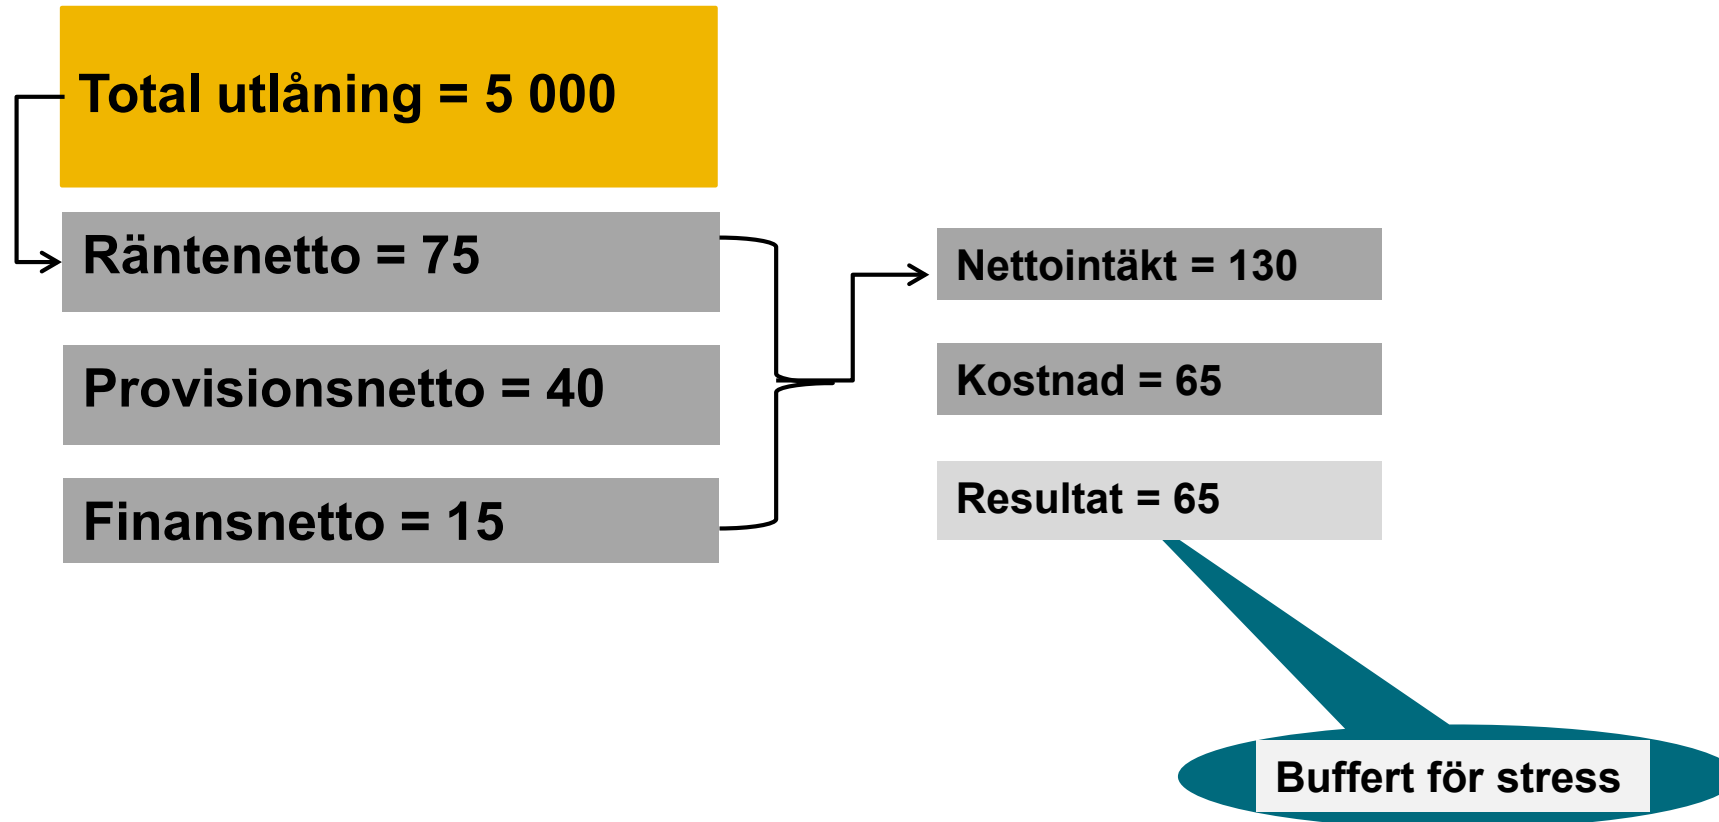 Total utlåning = 5 000
Räntenetto = 75
Provisionsnetto = 40
Finansnetto = 15
Nettointäkt = 130
Kostnad = 65
Resultat = 65
Buffert för stress